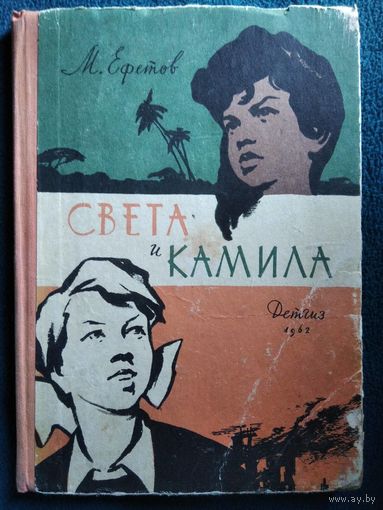 М. Ефетов
СВЕТА
и
КАМИЛА
Детгиз
1962
www.ay.by